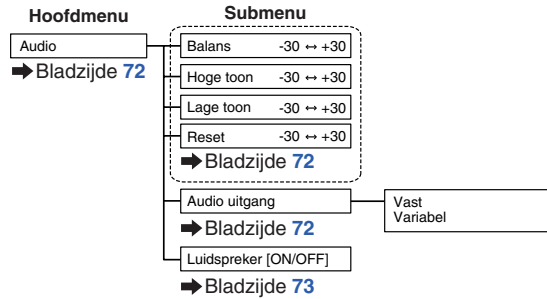 Hoofdmenu
Submenu
Audio
➡ Bladzijde 72
Balans -30 ↔ +30
Hoge toon -30 ↔ +30
Lage toon -30 ↔ +30
Reset -30 ↔ +30
➡ Bladzijde 72
Audio uitgang
➡ Bladzijde 72
Vast
Variabel
Luidspreker [ON/OFF]
➡ Bladzijde 73